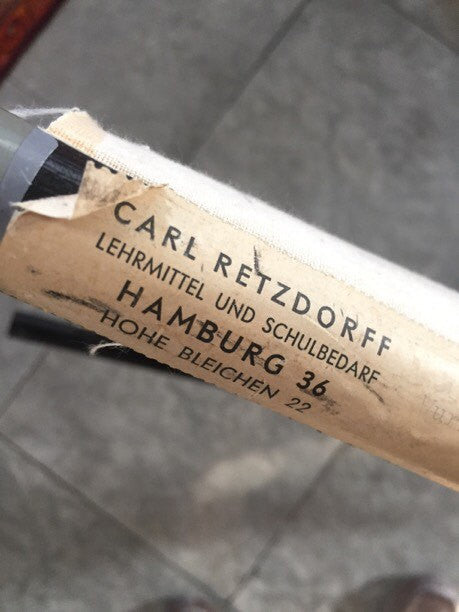 CARL RETZDORFF
LEHRMITTEL UND SCHULBEDARF
HAMBURG 36
HOHE BLEICHEN 22